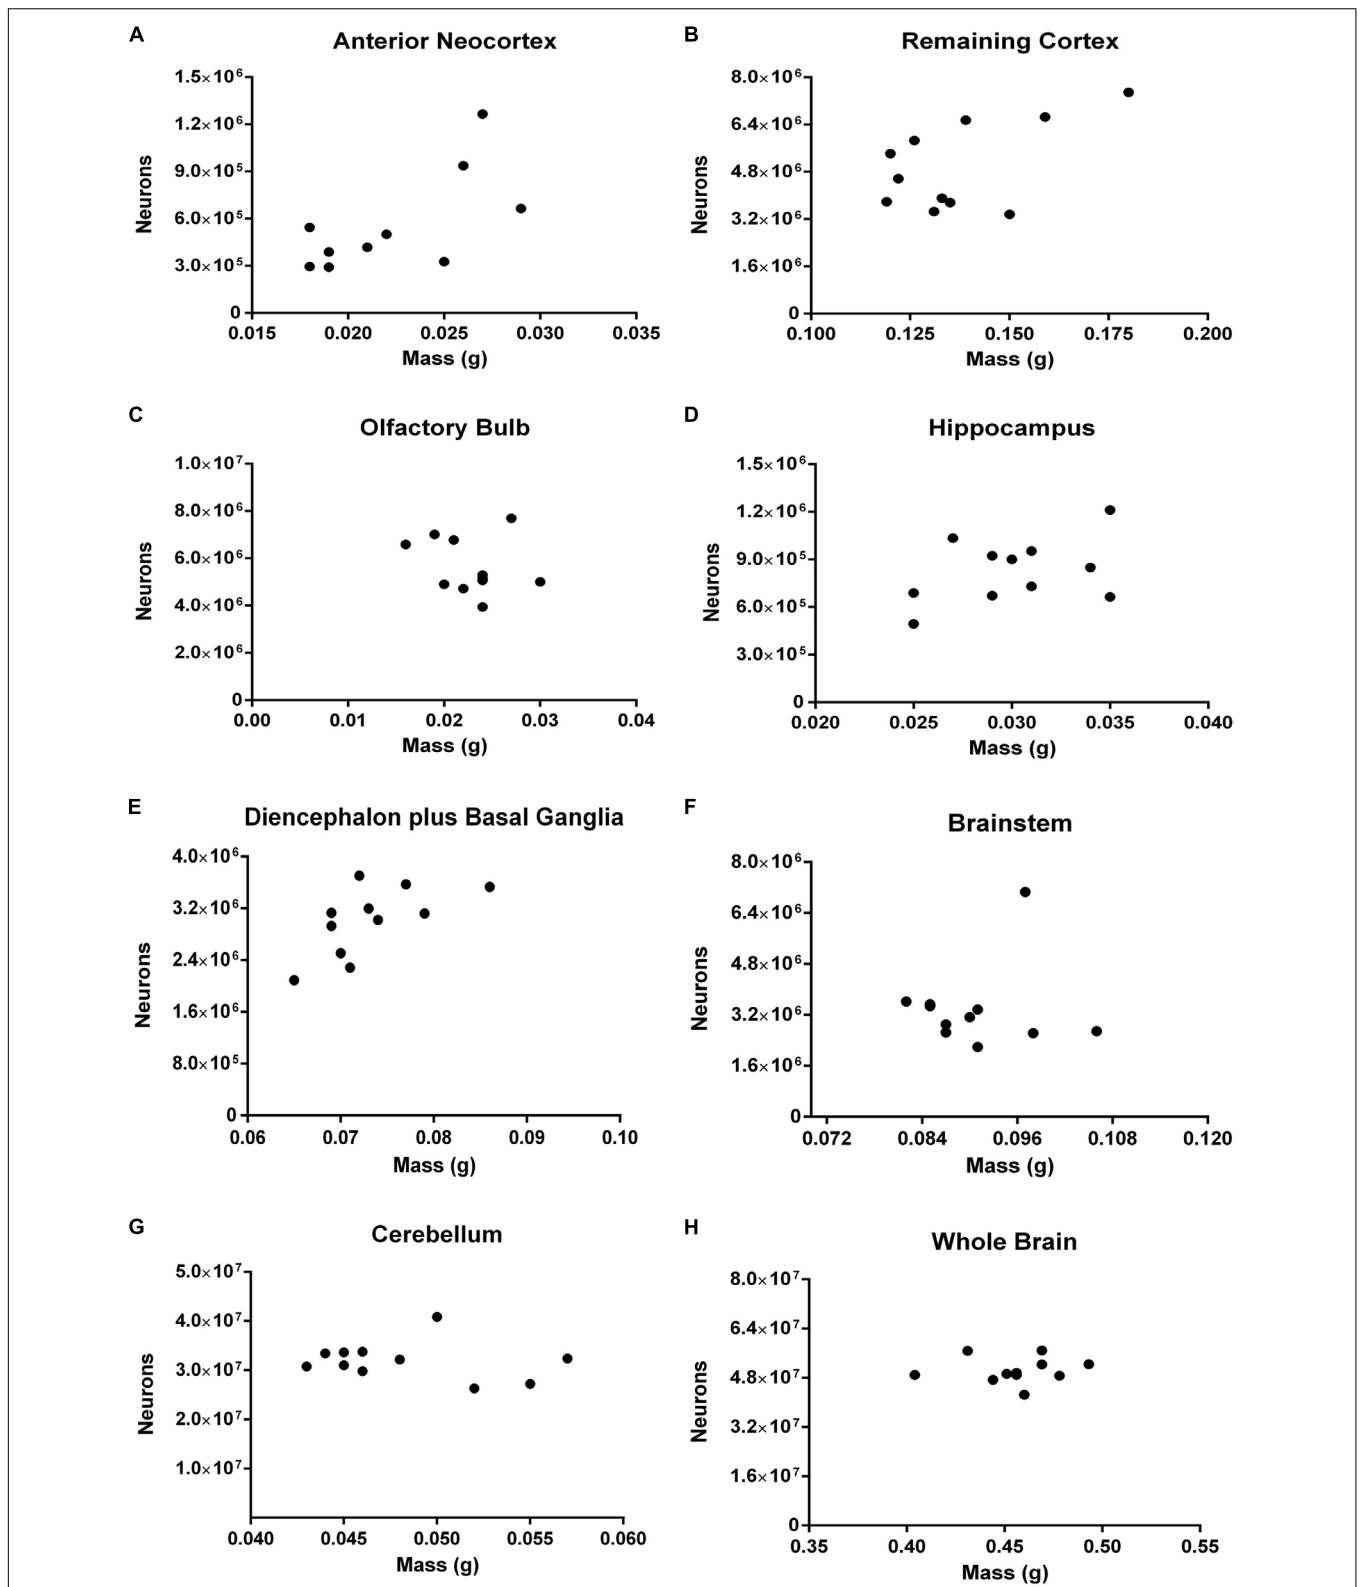 A
Anterior Neocortex
1.5×10⁶
1.2×10⁶
9.0×10⁵
6.0×10⁵
3.0×10⁵
0
Neurons
0.015 0.020 0.025 0.030 0.035
Mass (g)
B
Remaining Cortex
8.0×10⁶
6.4×10⁶
4.8×10⁶
3.2×10⁶
1.6×10⁶
0
Neurons
0.100 0.125 0.150 0.175 0.200
Mass (g)
C
Olfactory Bulb
1.0×10⁷
8.0×10⁶
6.0×10⁶
4.0×10⁶
2.0×10⁶
0
Neurons
0.00 0.01 0.02 0.03 0.04
Mass (g)
D
Hippocampus
1.5×10⁶
1.2×10⁶
9.0×10⁵
6.0×10⁵
3.0×10⁵
0
Neurons
0.020 0.025 0.030 0.035 0.040
Mass (g)
E
Diencephalon plus Basal Ganglia
4.0×10⁶
3.2×10⁶
2.4×10⁶
1.6×10⁶
8.0×10⁵
0
Neurons
0.06 0.07 0.08 0.09 0.10
Mass (g)
F
Brainstem
8.0×10⁶
6.4×10⁶
4.8×10⁶
3.2×10⁶
1.6×10⁶
0
Neurons
0.072 0.084 0.096 0.108 0.120
Mass (g)
G
Cerebellum
5.0×10⁷
4.0×10⁷
3.0×10⁷
2.0×10⁷
1.0×10⁷
Neurons
0.040 0.045 0.050 0.055 0.060
Mass (g)
H
Whole Brain
8.0×10⁷
6.4×10⁷
4.8×10⁷
3.2×10⁷
1.6×10⁷
0
Neurons
0.35 0.40 0.45 0.50 0.55
Mass (g)